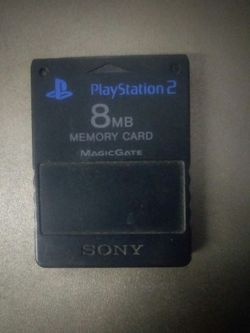 PlayStation 2
8MB
MEMORY CARD
MAGICGATE
SONY